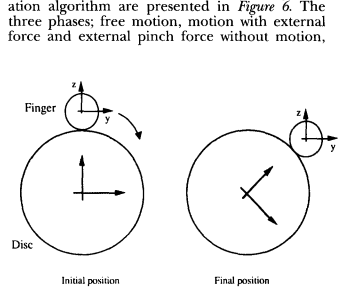 ation algorithm are presented in Figure 6. The
three phases; free motion, motion with external
force and external pinch force without motion,
z
Finger
y
z
y
Disc
Initial position
Final position